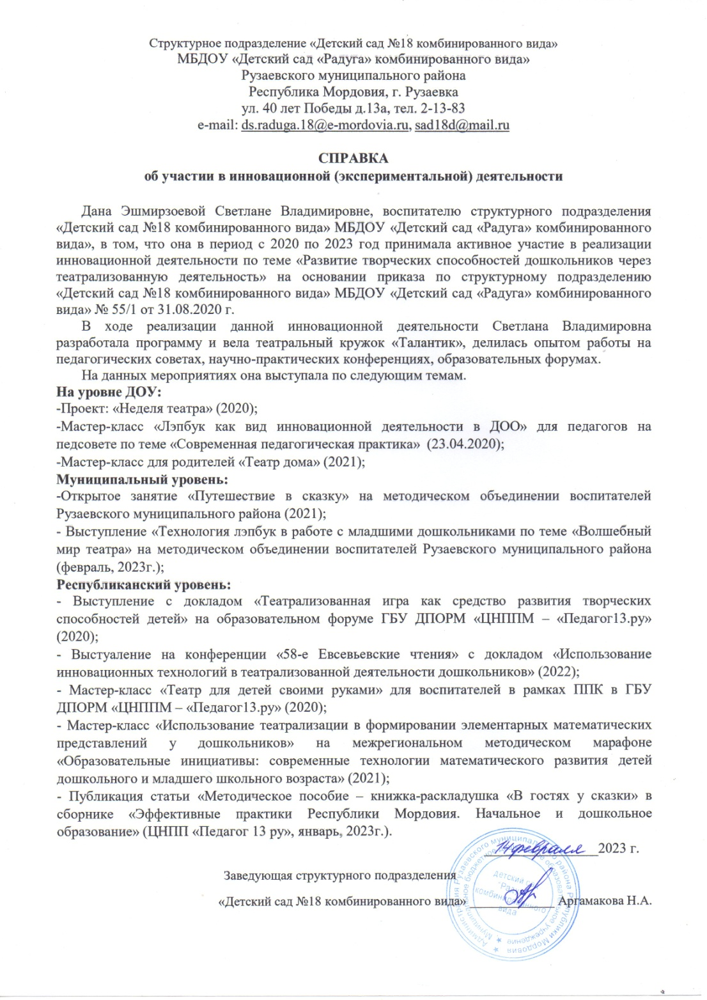 Структурное подразделение «Детский сад №18 комбинированного вида»
МБДОУ «Детский сад «Радуга» комбинированного вида»
Рузаевского муниципального района
Республика Мордовия, г. Рузаевка
ул. 40 лет Победы д.13а, тел. 2-13-83
e-mail: ds.raduga.18@e-mordovia.ru, sad18d@mail.ru
СПРАВКА
об участии в инновационной (экспериментальной) деятельности
Дана Эшмирзоевой Светлане Владимировне, воспитателю структурного подразделения
«Детский сад №18 комбинированного вида» МБДОУ «Детский сад «Радуга» комбинированного
вида», в том, что она в период с 2020 по 2023 год принимала активное участие в реализации
инновационной деятельности по теме «Развитие творческих способностей дошкольников через
театрализованную деятельность» на основании приказа по структурному подразделению
«Детский сад №18 комбинированного вида» МБДОУ «Детский сад «Радуга» комбинированного
вида» № 55/1 от 31.08.2020 г.
В ходе реализации данной инновационной деятельности Светлана Владимировна
разработала программу и вела театральный кружок «Талантик», делилась опытом работы на
педагогических советах, научно-практических конференциях, образовательных форумах.
На данных мероприятиях она выступала по следующим темам.
На уровне ДОУ:
-Проект: «Неделя театра» (2020);
-Мастер-класс «Лэпбук как вид инновационной деятельности в ДОО» для педагогов на
педсовете по теме «Современная педагогическая практика» (23.04.2020);
-Мастер-класс для родителей «Театр дома» (2021);
Муниципальный уровень:
-Открытое занятие «Путешествие в сказку» на методическом объединении воспитателей
Рузаевского муниципального района (2021);
- Выступление «Технология лэпбук в работе с младшими дошкольниками по теме «Волшебный
мир театра» на методическом объединении воспитателей Рузаевского муниципального района
(февраль, 2023г.);
Республиканский уровень:
- Выступление с докладом «Театрализованная игра как средство развития творческих
способностей детей» на образовательном форуме ГБУ ДПОРМ «ЦНППМ – «Педагог13.ру»
(2020);
- Выстуаление на конференции «58-е Евсевьевские чтения» с докладом «Использование
инновационных технологий в театрализованной деятельности дошкольников» (2022);
- Мастер-класс «Театр для детей своими руками» для воспитателей в рамках ППК в ГБУ
ДПОРМ «ЦНППМ – «Педагог13.ру» (2020);
- Мастер-класс «Использование театрализации в формировании элементарных математических
представлений у дошкольников» на межрегиональном методическом марафоне
«Образовательные инициативы: современные технологии математического развития детей
дошкольного и младшего школьного возраста» (2021);
- Публикация статьи «Методическое пособие – книжка-раскладушка «В гостях у сказки» в
сборнике «Эффективные практики Республики Мордовия. Начальное и дошкольное
образование» (ЦНПП «Педагог 13 ру», январь, 2023г.).
14 февраля 2023 г.
Заведующая структурного подразделения
«Детский сад №18 комбинированного вида» Аргамакова Н.А.
Администрация Рузаевского муниципального района Республики Мордовия
Муниципальное бюджетное образовательное учреждение
детский сад
"Радуга"
комбинированного
вида